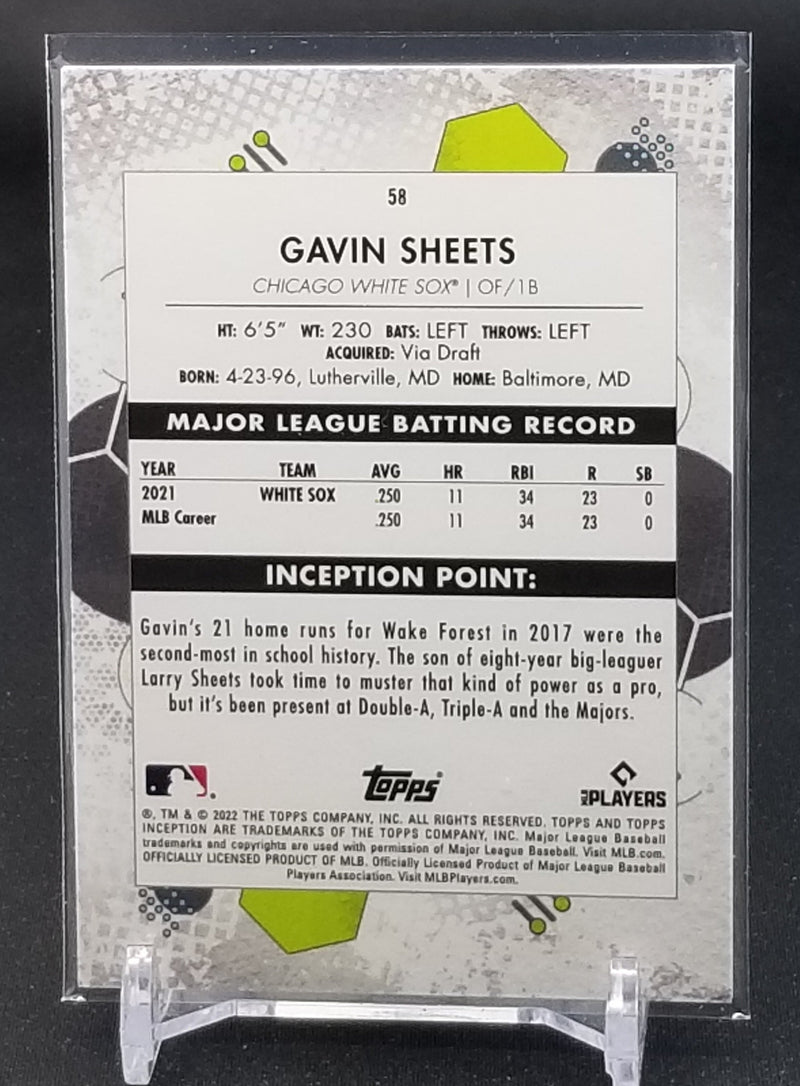 58
GAVIN SHEETS
CHICAGO WHITE SOX® | OF/1B
HT: 6'5" WT: 230 BATS: LEFT THROWS: LEFT
ACQUIRED: Via Draft
BORN: 4-23-96, Lutherville, MD HOME: Baltimore, MD
MAJOR LEAGUE BATTING RECORD
YEAR TEAM AVG HR RBI R SB
2021 WHITE SOX .250 11 34 23 0
MLB Career .250 11 34 23 0
INCEPTION POINT:
Gavin's 21 home runs for Wake Forest in 2017 were the
second-most in school history. The son of eight-year big-leaguer
Larry Sheets took time to muster that kind of power as a pro,
but it's been present at Double-A, Triple-A and the Majors.
topps® MLB PLAYERS
®, TM & © 2022 THE TOPPS COMPANY, INC. ALL RIGHTS RESERVED. TOPPS AND TOPPS
INCEPTION ARE TRADEMARKS OF THE TOPPS COMPANY, INC. Major League Baseball
trademarks and copyrights are used with permission of Major League Baseball. Visit MLB.com.
OFFICIALLY LICENSED PRODUCT OF MLB. Officially Licensed Product of Major League Baseball
Players Association. Visit MLBPlayers.com.